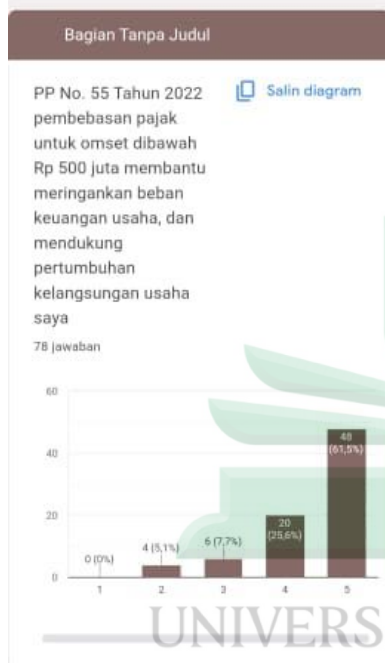 Bagian Tanpa Judul
PP No. 55 Tahun 2022
pembebasan pajak
untuk omset dibawah
Rp 500 juta membantu
meringankan beban
keuangan usaha, dan
mendukung
pertumbuhan
kelangsungan usaha
saya
Salin diagram
78 jawaban
60
40
20
0
0 (0%)
4 (5,1%)
6 (7,7%)
20
(25,6%)
48
(61,5%)
1 2 3 4 5
UNIVERS